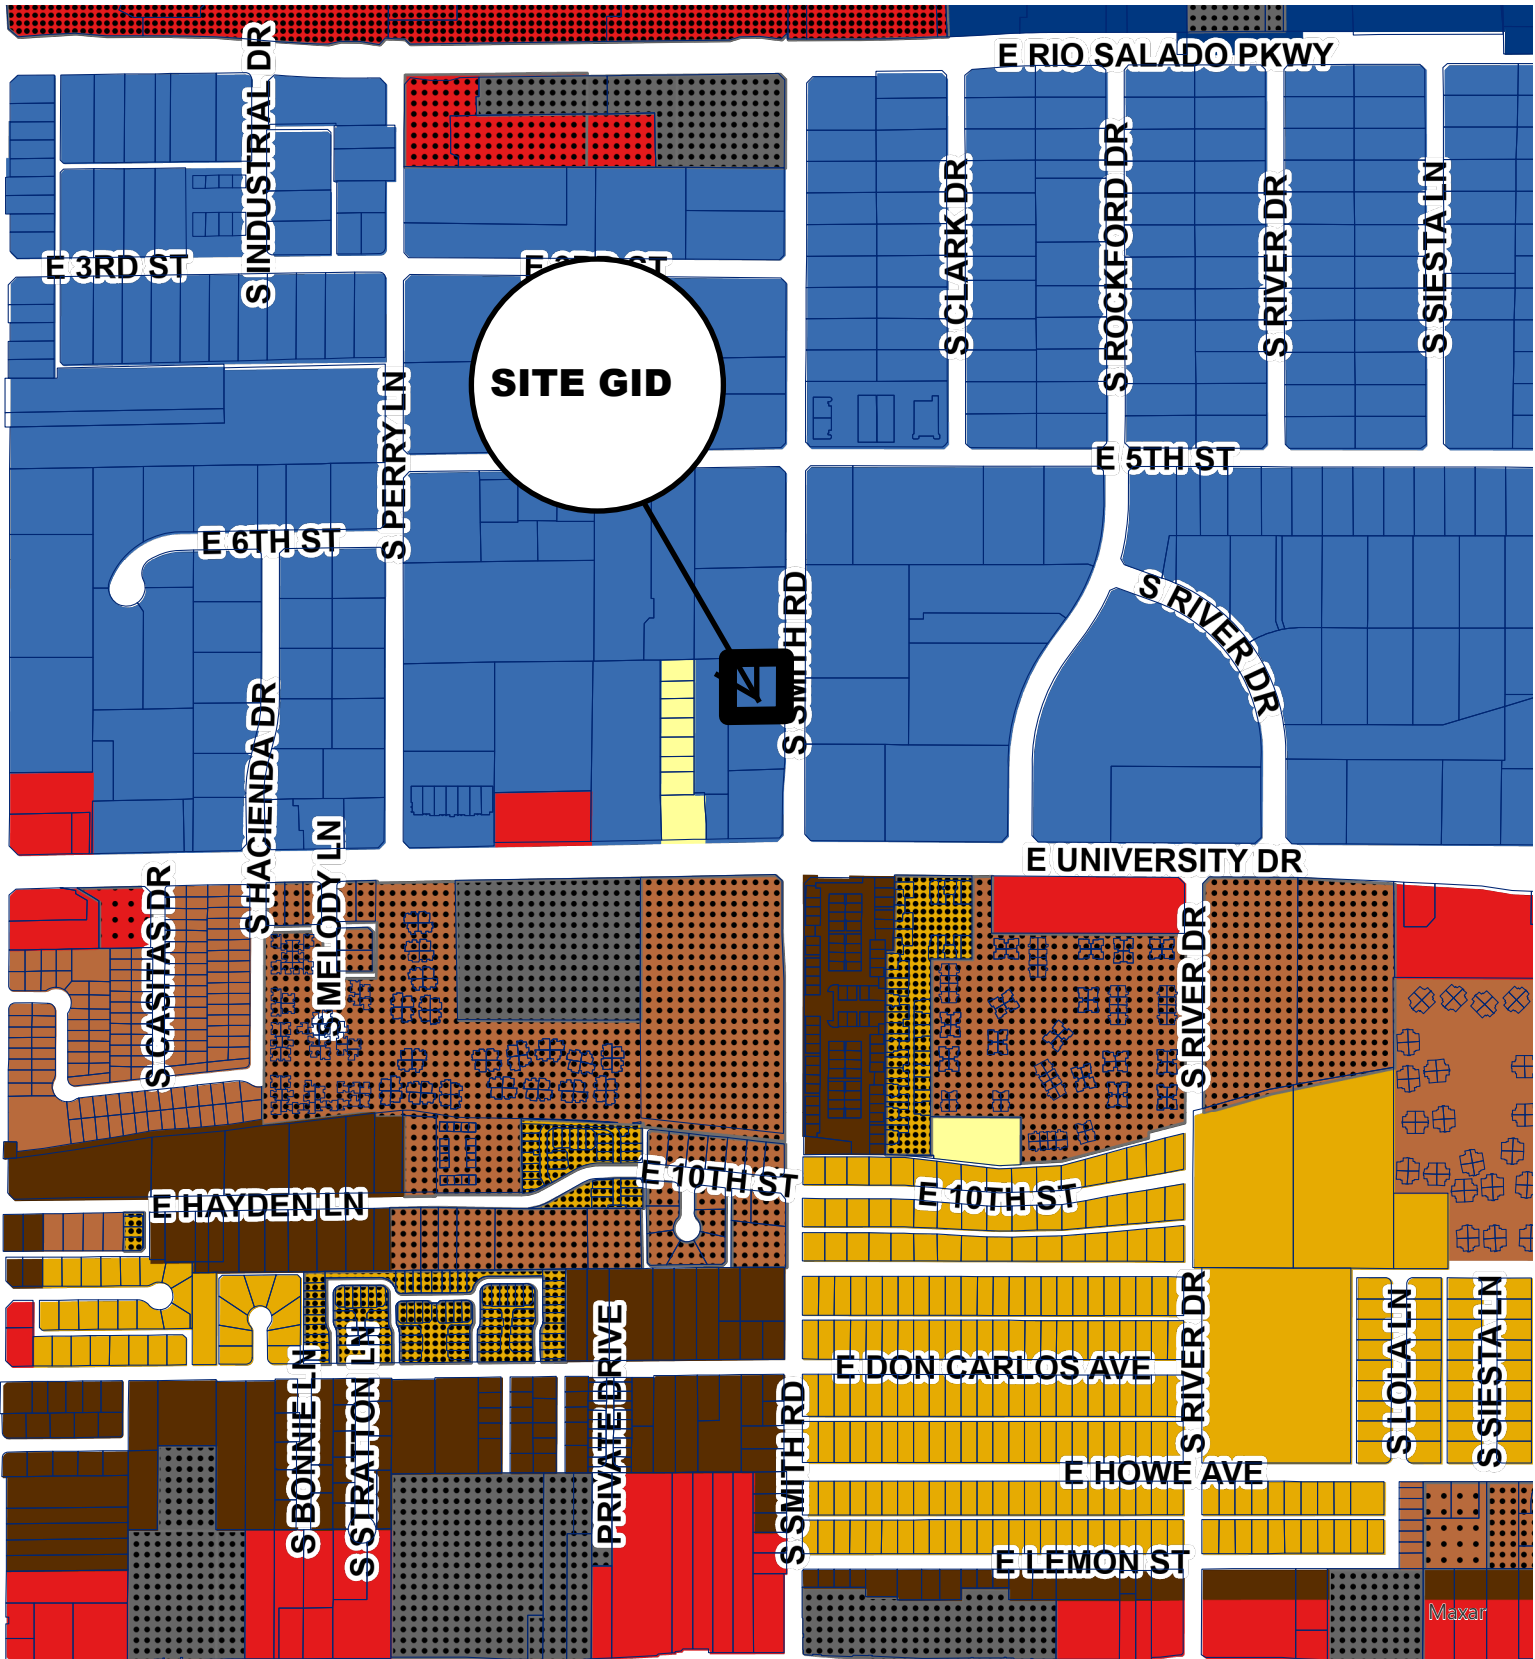 E RIO SALADO PKWY
S INDUSTRIAL DR
S CLARK DR
S ROCKFORD DR
S RIVER DR
S SIESTA LN
E 3RD ST
E 3RD ST
SITE GID
S PERRY LN
E 5TH ST
E 6TH ST
S RIVER DR
S SMITH RD
S HACIENDA DR
S MELODY LN
E UNIVERSITY DR
S CASITAS DR
S RIVER DR
E 10TH ST
E 10TH ST
E HAYDEN LN
S BONNIE LN
S STRATTON LN
PRIVATE DRIVE
E DON CARLOS AVE
S RIVER DR
S LOLA LN
S SIESTA LN
S SMITH RD
E HOWE AVE
E LEMON ST
Maxar